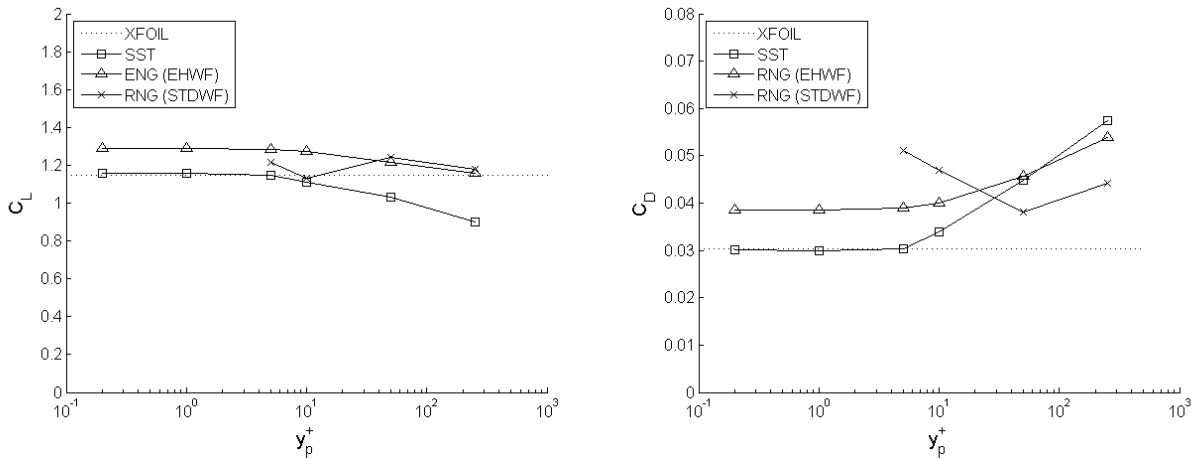 2
1.8
1.6
1.4
1.2
1
0.8
0.6
0.4
0.2
0
C_L
10^-1
10^0
10^1
10^2
10^3
y_p^+
XFOIL
SST
ENG (EHWF)
RNG (STDWF)
0.08
0.07
0.06
0.05
0.04
0.03
0.02
0.01
0
C_D
10^-1
10^0
10^1
10^2
10^3
y_p^+
XFOIL
SST
RNG (EHWF)
RNG (STDWF)